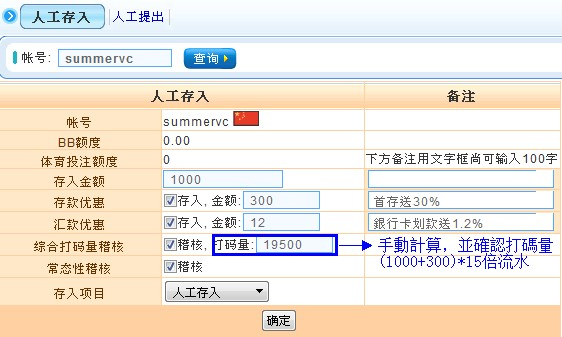 人工存入 人工提出
帐号: summervc 查询
人工存入 备注
帐号 summervc
BB额度 0.00
体育投注额度 0 下方备注用文字框尚可输入100字
存入金额 1000
存款优惠 存入, 金额: 300 首存送30%
汇款优惠 存入, 金额: 12 銀行卡划款送1.2%
综合打码量稽核 稽核, 打码量: 19500 手動計算，並確認打碼量
(1000+300)*15倍流水
常态性稽核 稽核
存入项目 人工存入
确定